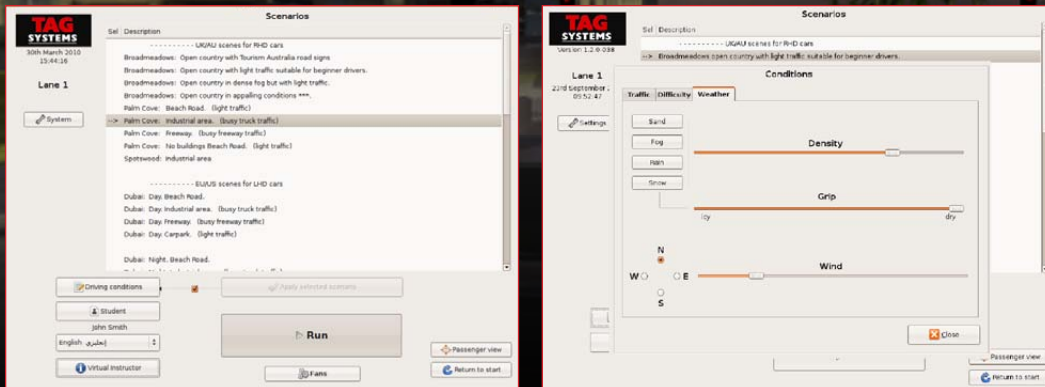 Scenarios
TAG
SYSTEMS
30th March 2010
15:44:16
Lane 1
System
Sel Description
- - - - - - - - - - UK/AU scenes for RHD cars
Broadmeadows: Open country with Tourism Australia road signs
Broadmeadows: Open country with light traffic suitable for beginner drivers.
Broadmeadows: Open country in dense fog but with light traffic.
Broadmeadows: Open country in appalling conditions ***.
Palm Cove: Beach Road. (light traffic)
--> Palm Cove: Industrial area. (busy truck traffic)
Palm Cove: Freeway. (busy freeway traffic)
Palm Cove: No buildings Beach Road. (light traffic)
Spotswood: Industrial area
- - - - - - - - - - EU/US scenes for LHD cars
Dubai: Day. Beach Road.
Dubai: Day. Industrial area. (busy truck traffic)
Dubai: Day. Freeway. (busy freeway traffic)
Dubai: Day. Carpark. (light traffic)
Dubai: Night. Beach Road.
Driving conditions
Apply selected scenario
Student
John Smith
English إنجليزي
Virtual Instructor
Run
Fans
Passenger view
Return to start
Scenarios
TAG
SYSTEMS
Version 1.2.0.038
Lane 1
23rd September
09:52:47
Settings
Sel Description
- - - - - - - - - - UK/AU scenes for RHD cars
--> Broadmeadows open country with light traffic suitable for beginner drivers.
Conditions
Traffic Difficulty Weather
Sand
Fog
Rain
Snow
Density
Grip
Icy dry
N
W E
S
Wind
Close
Passenger view
Return to start